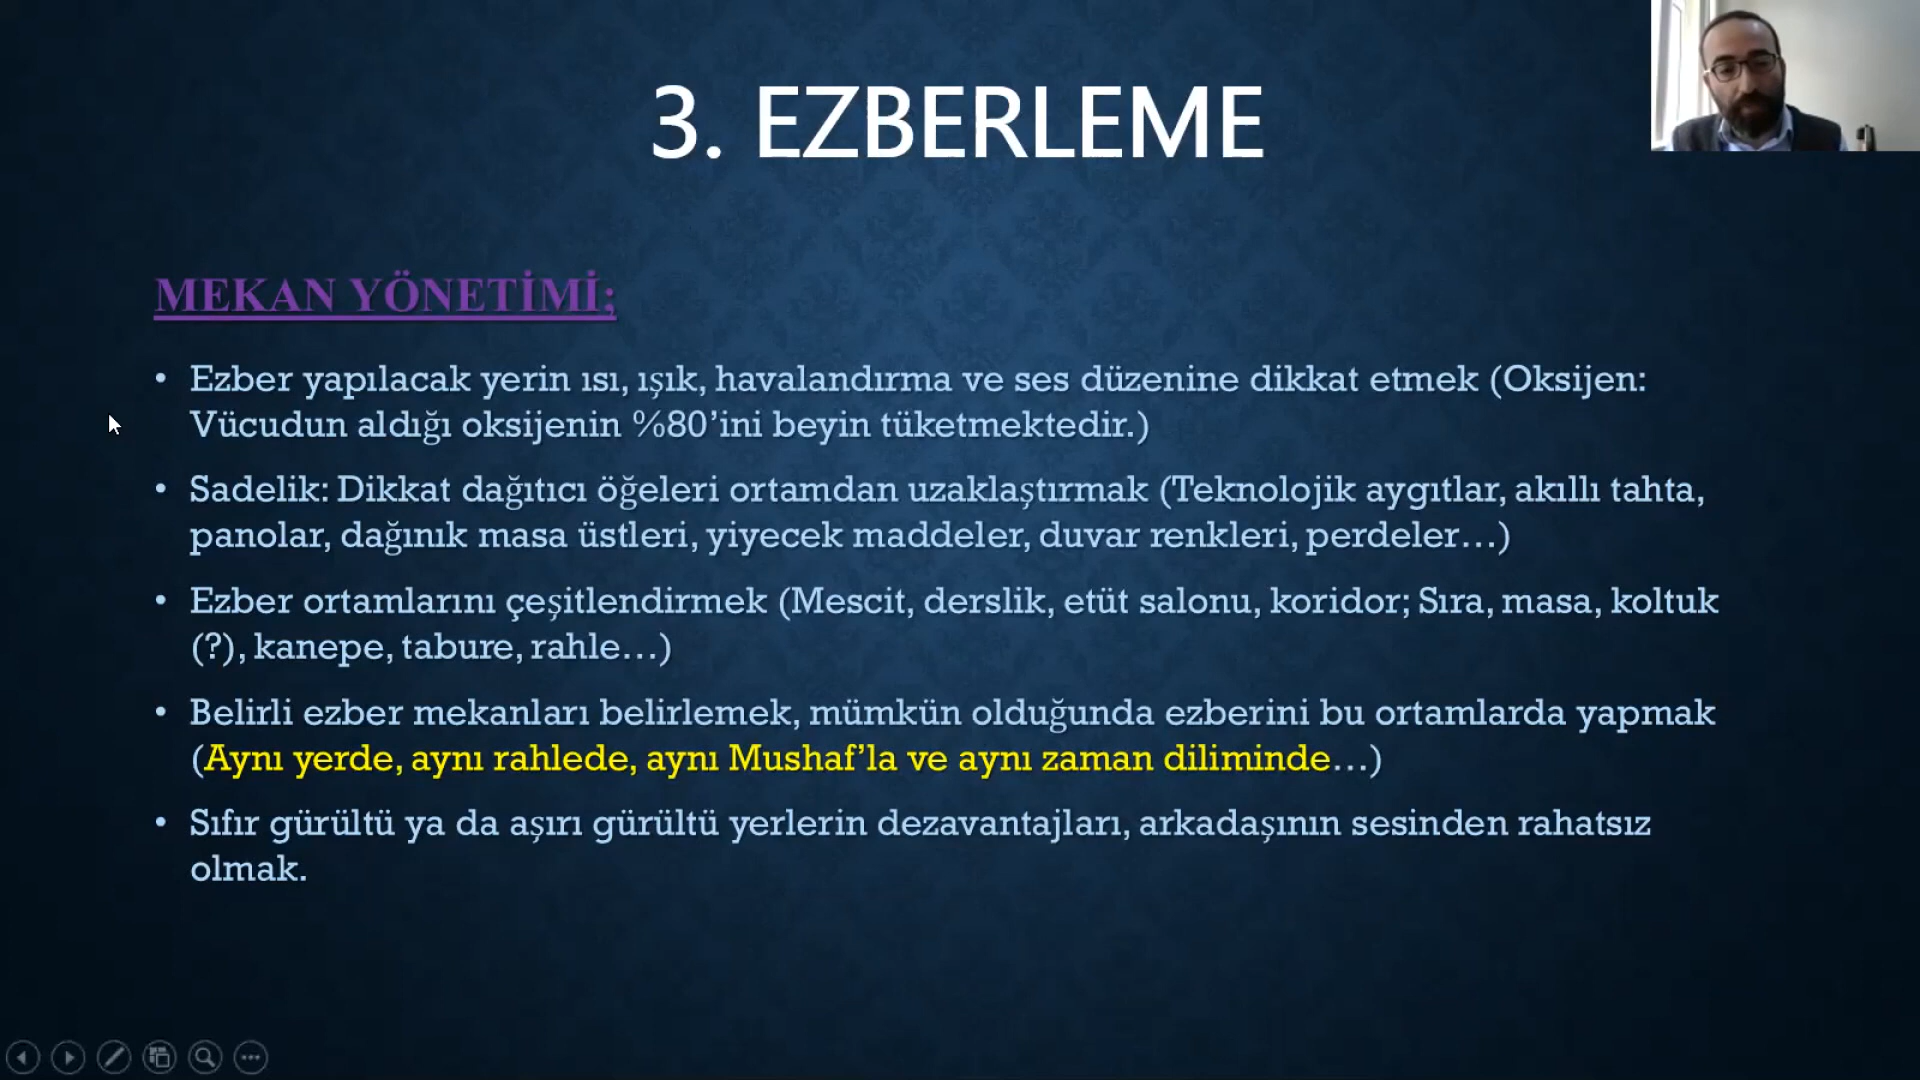 3. EZBERLEME
MEKAN YÖNETİMİ;
• Ezber yapılacak yerin ısı, ışık, havalandırma ve ses düzenine dikkat etmek (Oksijen:
Vücudun aldığı oksijenin %80’ini beyin tüketmektedir.)
• Sadelik: Dikkat dağıtıcı öğeleri ortamdan uzaklaştırmak (Teknolojik aygıtlar, akıllı tahta,
panolar, dağınık masa üstleri, yiyecek maddeler, duvar renkleri, perdeler…)
• Ezber ortamlarını çeşitlendirmek (Mescit, derslik, etüt salonu, koridor; Sıra, masa, koltuk
(?), kanepe, tabure, rahle…)
• Belirli ezber mekanları belirlemek, mümkün olduğunda ezberini bu ortamlarda yapmak
(Aynı yerde, aynı rahlede, aynı Mushaf’la ve aynı zaman diliminde…)
• Sıfır gürültü ya da aşırı gürültü yerlerin dezavantajları, arkadaşının sesinden rahatsız
olmak.